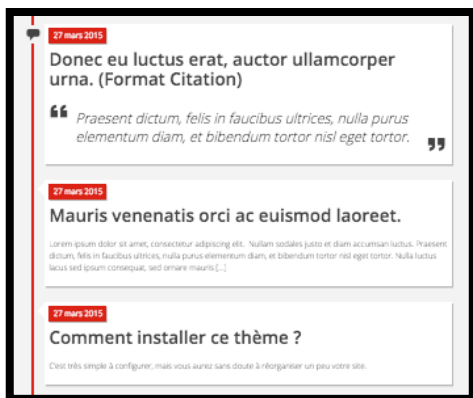 27 mars 2015
Donec eu luctus erat, auctor ullamcorper
urna. (Format Citation)
“ Praesent dictum, felis in faucibus ultrices, nulla purus
elementum diam, et bibendum tortor nisl eget tortor. ”
27 mars 2015
Mauris venenatis orci ac euismod laoreet.
Lorem ipsum dolor sit amet, consectetur adipiscing elit. Nullam sodales justo et diam accumsan luctus. Praesent
dictum, felis in faucibus ultrices, nulla purus elementum diam, et bibendum tortor nisl eget tortor. Nulla luctus
lacus sed ipsum consequat, sed ornare mauris [...]
27 mars 2015
Comment installer ce thème ?
C'est très simple à configurer, mais vous aurez sans doute à réorganiser un peu votre site.